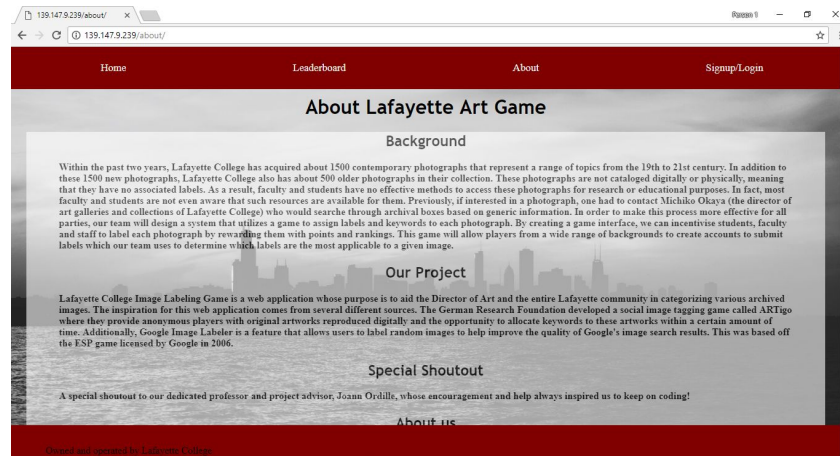 139.147.9.239/about/
Person 1
139.147.9.239/about/
Home Leaderboard About Signup/Login
About Lafayette Art Game
Background
Within the past two years, Lafayette College has acquired about 1500 contemporary photographs that represent a range of topics from the 19th to 21st century. In addition to
these 1500 new photographs, Lafayette College also has about 500 older photographs in their collection. These photographs are not cataloged digitally or physically, meaning
that they have no associated labels. As a result, faculty and students have no effective methods to access these photographs for research or educational purposes. In fact, most
faculty and students are not even aware that such resources are available for them. Previously, if interested in a photograph, one had to contact Michiko Okaya (the director of
art galleries and collections of Lafayette College) who would searche through archival boxes based on generic information. In order to make this process more effective for all
parties, our team will design a system that utilizes a game to assign labels and keywords to each photograph. By creating a game interface, we can incentivise students, faculty
and staff to label each photograph by rewarding them with points and rankings. This game will allow players from a wide range of backgrounds to create accounts to submit
labels which our team uses to determine which labels are the most applicable to a given image.
Our Project
Lafayette College Image Labeling Game is a web application whose purpose is to aid the Director of Art and the entire Lafayette community in categorizing various archived
images. The inspiration for this web application comes from several different sources. The German Research Foundation developed a social image tagging game called ARTigo
where they provide anonymous players with original artworks reproduced digitally and the opportunity to allocate keywords to these artworks within a certain amount of
time. Additionally, Google Image Labeler is a feature that allows users to label random images to help improve the quality of Google's image search results. This was based off
the ESP game licensed by Google in 2006.
Special Shoutout
A special shoutout to our dedicated professor and project advisor, Joann Ordille, whose encouragement and help always inspired us to keep on coding!
About us
Owned and operated by Lafayette College